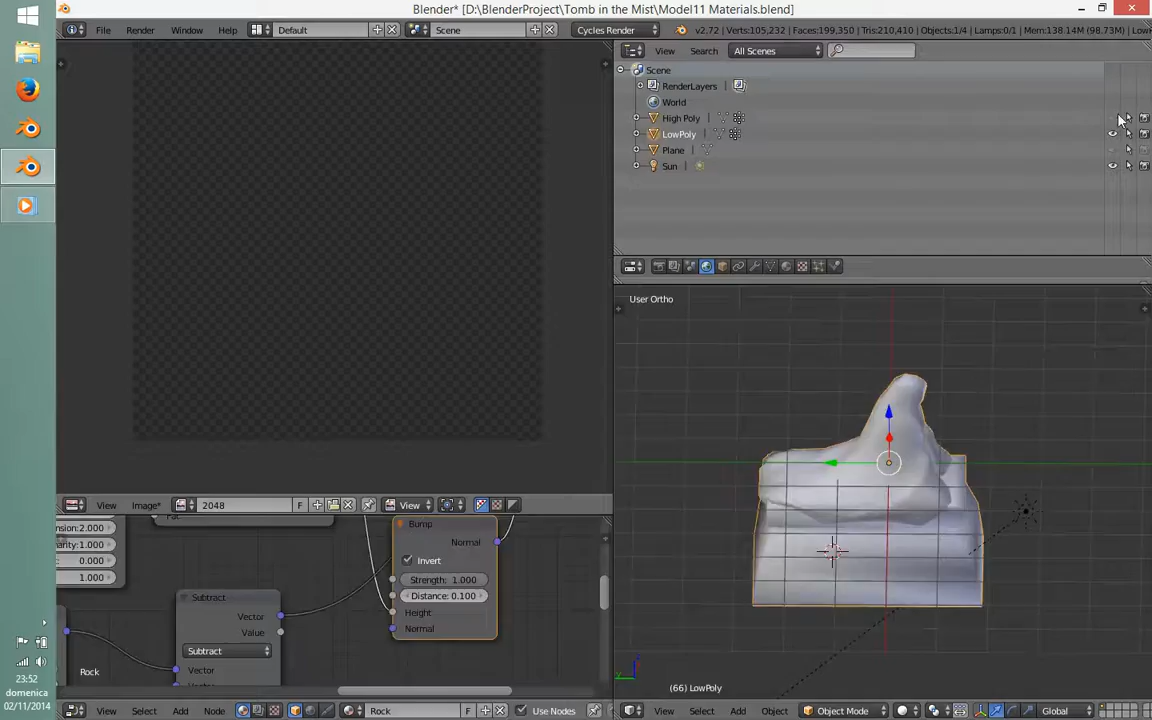 Blender* [D:\BlenderProject\Tomb in the Mist\Model11 Materials.blend]
File Render Window Help Default Scene Cycles Render v2.72 | Verts:105,232 | Faces:199,350 | Tris:210,410 | Objects:1/4 | Lamps:0/1 | Mem:138.14M (98.73M) | LowP
View Search All Scenes
Scene
RenderLayers
World
High Poly
LowPoly
Plane
Sun
User Ortho
(66) LowPoly
View Image* 2048 F View
nsion:2.000
arity:1.000
0.000
1.000
Bump
Normal
Invert
Strength: 1.000
Distance: 0.100
Height
Normal
Subtract
Vector
Value
Subtract
Vector
Rock
View Select Add Node Rock F Use Nodes
View Select Add Object Object Mode Global
23:52
domenica
02/11/2014